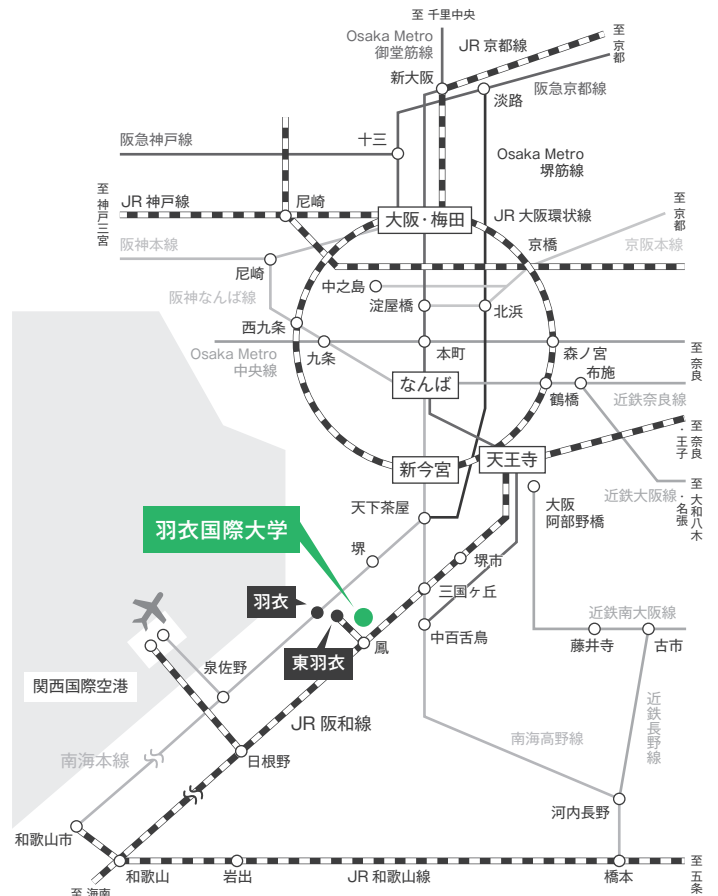 至 千里中央
Osaka Metro
御堂筋線
JR 京都線
至 京都
新大阪
淡路
阪急京都線
阪急神戸線
十三
Osaka Metro
堺筋線
至 神戸三宮
JR 神戸線
尼崎
大阪・梅田
JR 大阪環状線
至 京都
京橋
京阪本線
阪神本線
尼崎
中之島
阪神なんば線
淀屋橋
北浜
西九条
Osaka Metro
中央線
九条
本町
森ノ宮
至 奈良
布施
なんば
鶴橋
近鉄奈良線
至 奈良・王子
新今宮
天王寺
至 大和八木・名張
近鉄大阪線
天下茶屋
大阪
阿部野橋
羽衣国際大学
堺
堺市
羽衣
三国ヶ丘
近鉄南大阪線
東羽衣
鳳
中百舌鳥
藤井寺
古市
泉佐野
関西国際空港
JR 阪和線
近鉄長野線
南海本線
日根野
南海高野線
河内長野
和歌山市
和歌山
岩出
JR 和歌山線
橋本
至 五条
至 海南